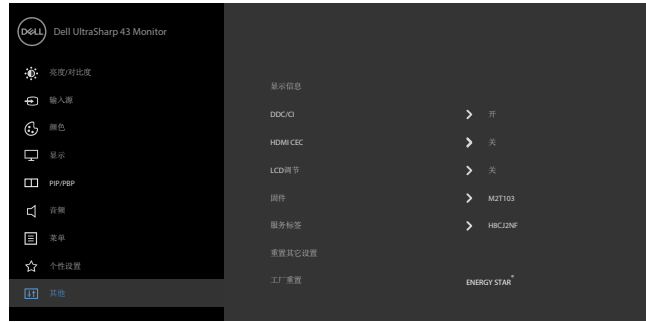 DELL
Dell UltraSharp 43 Monitor
亮度/对比度
输入源
颜色
显示
PIP/PBP
音频
菜单
个性设置
其他
显示信息
DDC/CI 开
HDMI CEC 关
LCD调节 关
固件 M2T103
服务标签 H8CJ2NF
重置其它设置
工厂重置 ENERGY STAR®